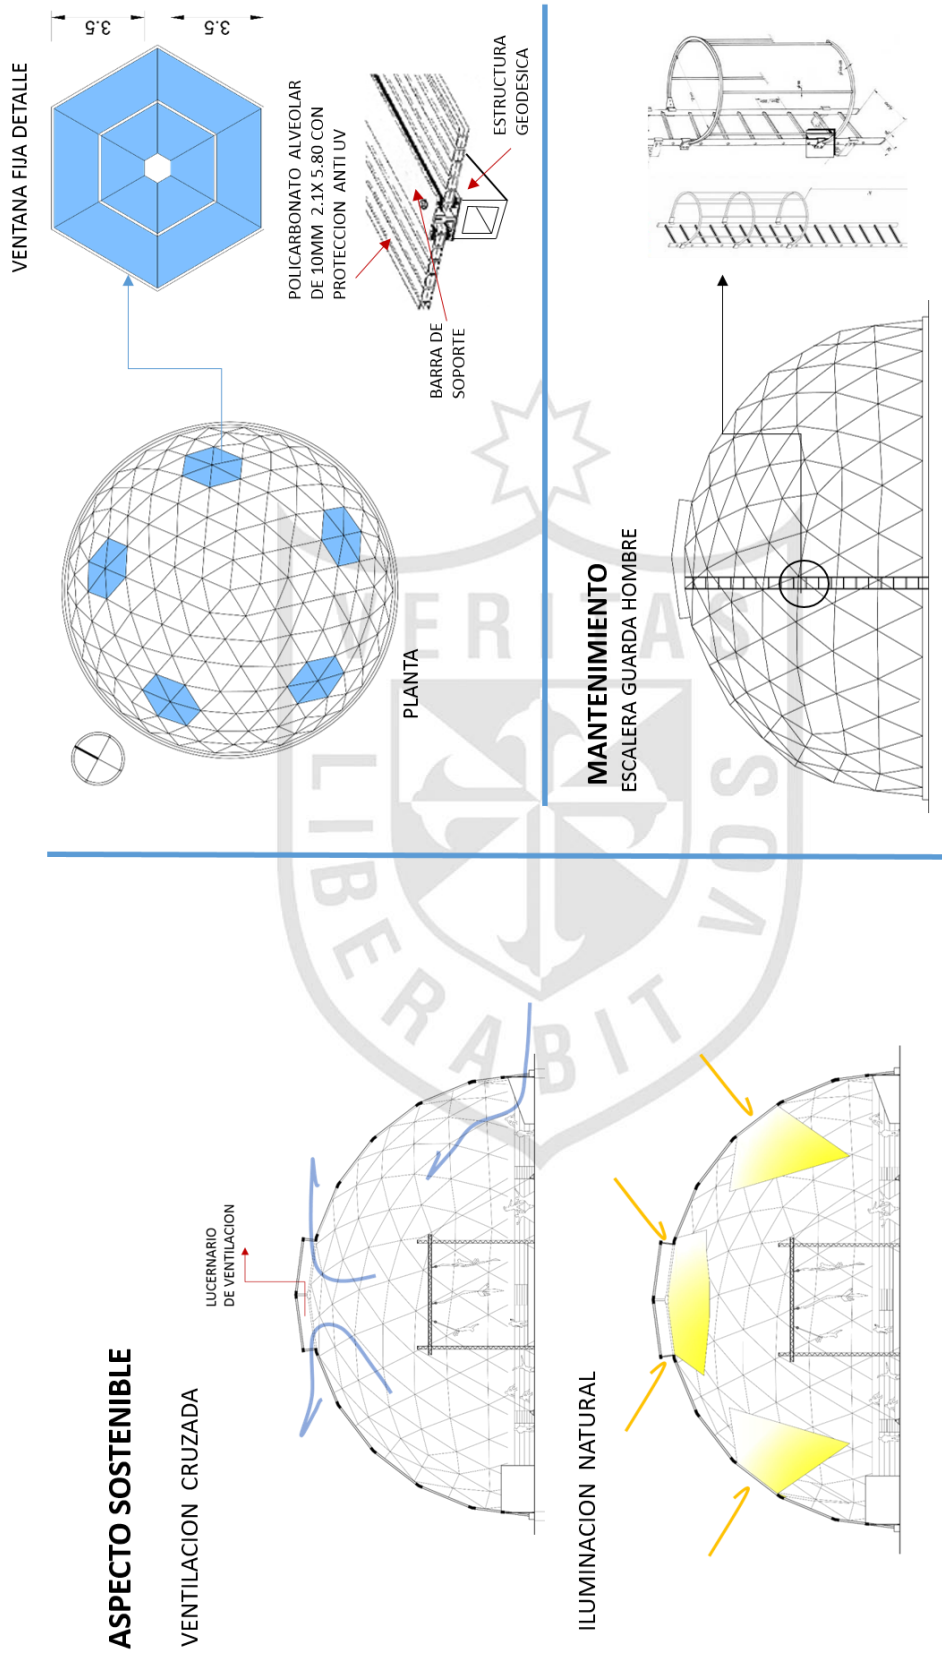 ASPECTO SOSTENIBLE
VENTILACION CRUZADA
LUCERNARIO
DE VENTILACION
ILUMINACION NATURAL
VENTANA FIJA DETALLE
3.5
3.5
POLICARBONATO ALVEOLAR
DE 10MM 2.1X 5.80 CON
PROTECCION ANTI UV
BARRA DE
SOPORTE
ESTRUCTURA
GEODESICA
PLANTA
MANTENIMIENTO
ESCALERA GUARDA HOMBRE
VERITAS
LIBERABIT VOS